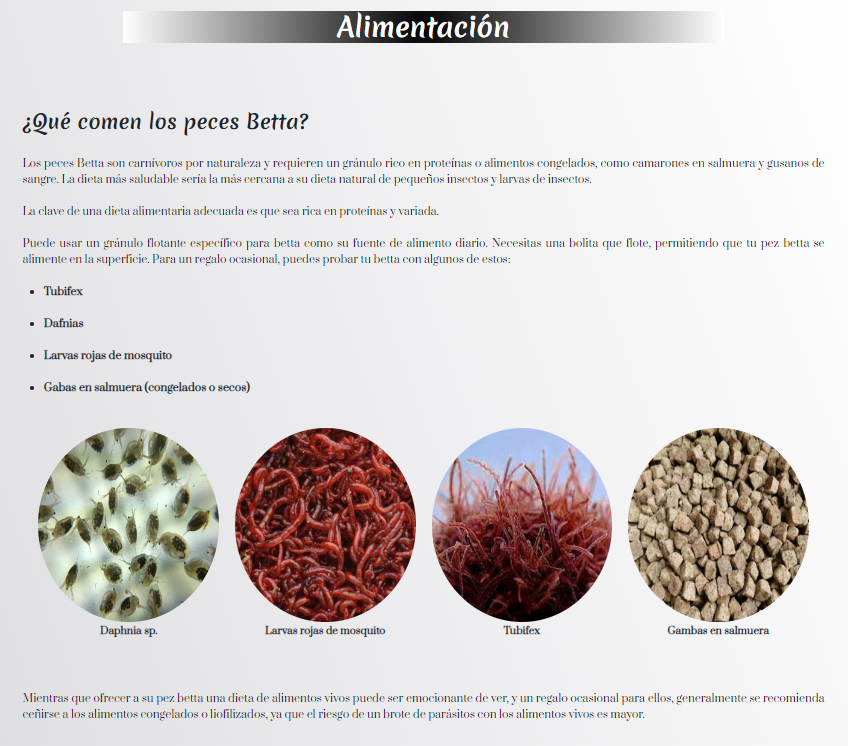 Alimentación
¿Qué comen los peces Betta?
Los peces Betta son carnívoros por naturaleza y requieren un gránulo rico en proteínas o alimentos congelados, como camarones en salmuera y gusanos de
sangre. La dieta más saludable sería la más cercana a su dieta natural de pequeños insectos y larvas de insectos.
La clave de una dieta alimentaria adecuada es que sea rica en proteínas y variada.
Puede usar un gránulo flotante específico para betta como su fuente de alimento diario. Necesitas una bolita que flote, permitiendo que tu pez betta se
alimente en la superficie. Para un regalo ocasional, puedes probar tu betta con algunos de estos:
Tubifex
Dafnias
Larvas rojas de mosquito
Gabas en salmuera (congelados o secos)
Daphnia sp.
Larvas rojas de mosquito
Tubifex
Gambas en salmuera
Mientras que ofrecer a su pez betta una dieta de alimentos vivos puede ser emocionante de ver, y un regalo ocasional para ellos, generalmente se recomienda
ceñirse a los alimentos congelados o liofilizados, ya que el riesgo de un brote de parásitos con los alimentos vivos es mayor.